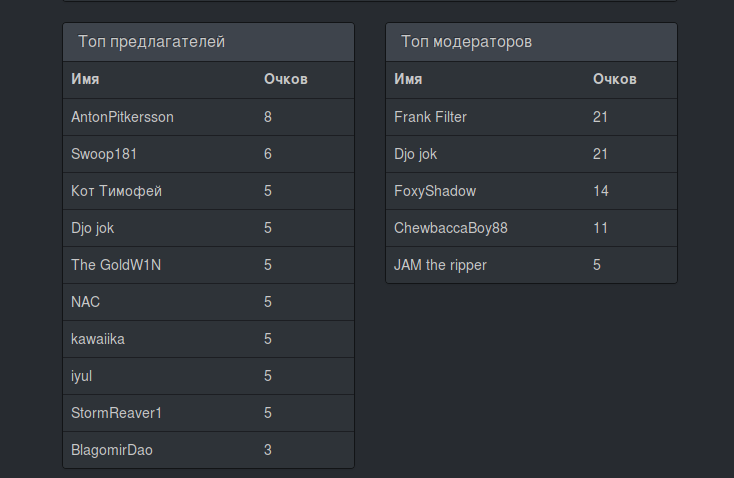 Топ предлагателей
Имя Очков
AntonPitkersson 8
Swoop181 6
Кот Тимофей 5
Djo jok 5
The GoldW1N 5
NAC 5
kawaiika 5
iyul 5
StormReaver1 5
BlagomirDao 3
Топ модераторов
Имя Очков
Frank Filter 21
Djo jok 21
FoxyShadow 14
ChewbaccaBoy88 11
JAM the ripper 5